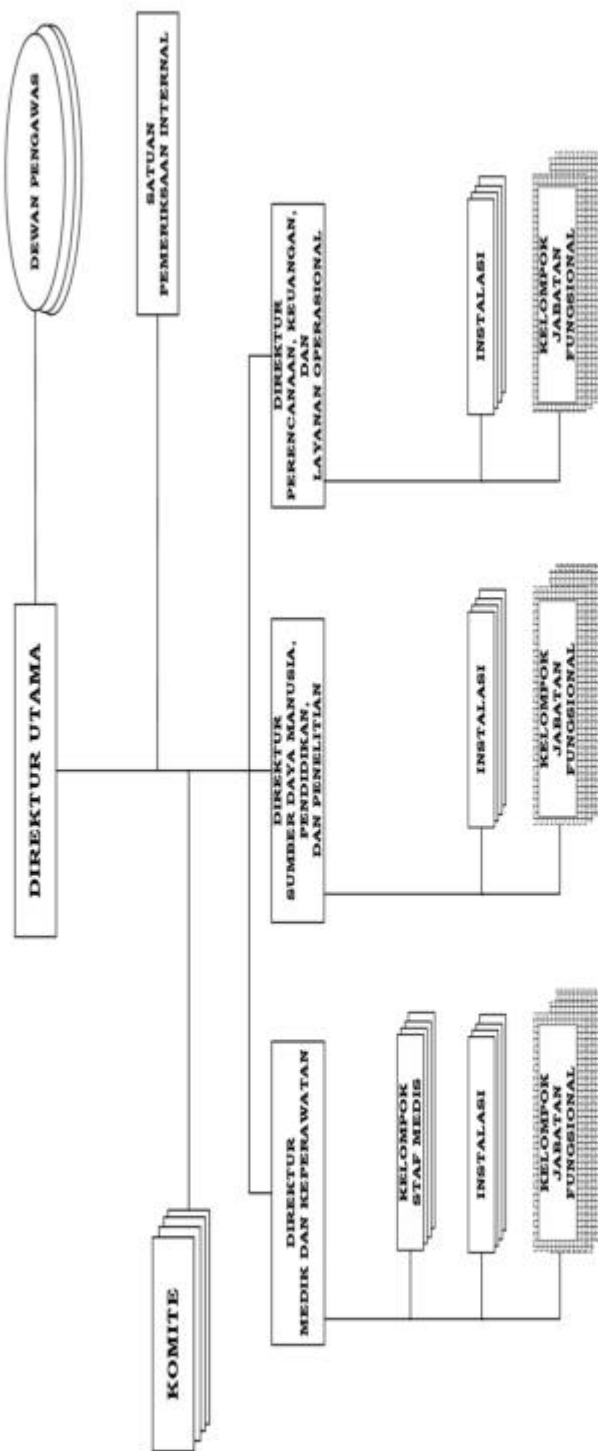 DEWAN PENGAWAS
DIREKTUR UTAMA
SATUAN
PEMERIKSAAN INTERNAL
KOMITE
DIREKTUR
MEDIK DAN KEPERAWATAN
DIREKTUR
SUMBER DAYA MANUSIA,
PENDIDIKAN,
DAN PENELITIAN
DIREKTUR
PERENCANAAN, KEUANGAN,
DAN
LAYANAN OPERASIONAL
KELOMPOK
STAF MEDIS
INSTALASI
INSTALASI
INSTALASI
KELOMPOK
JABATAN
FUNGSIONAL
KELOMPOK
JABATAN
FUNGSIONAL
KELOMPOK
JABATAN
FUNGSIONAL